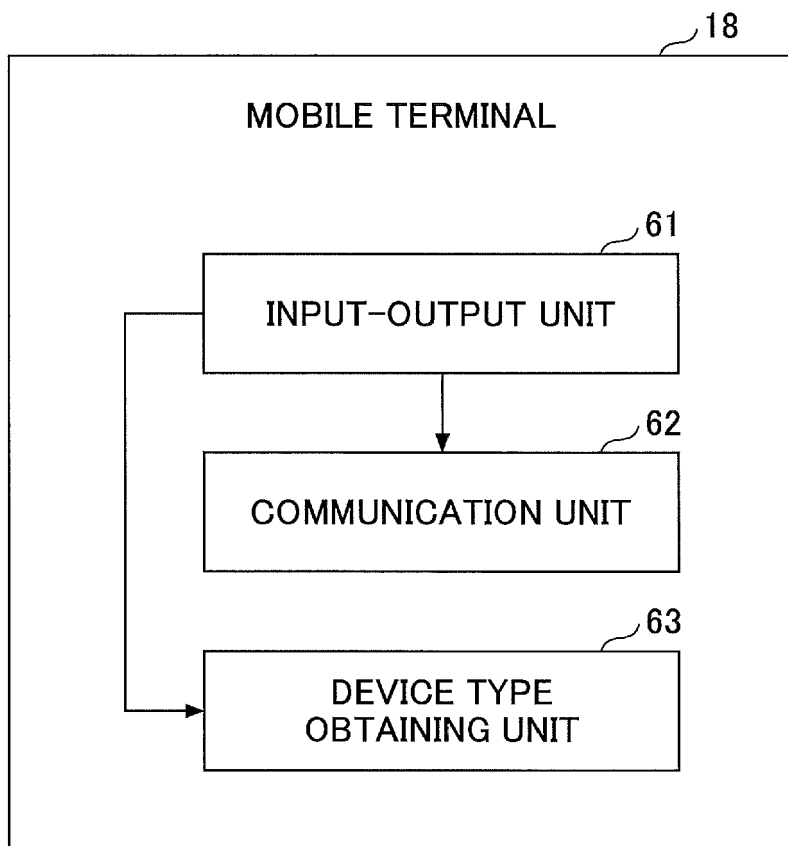 18
MOBILE TERMINAL
61
INPUT-OUTPUT UNIT
62
COMMUNICATION UNIT
63
DEVICE TYPE
OBTAINING UNIT